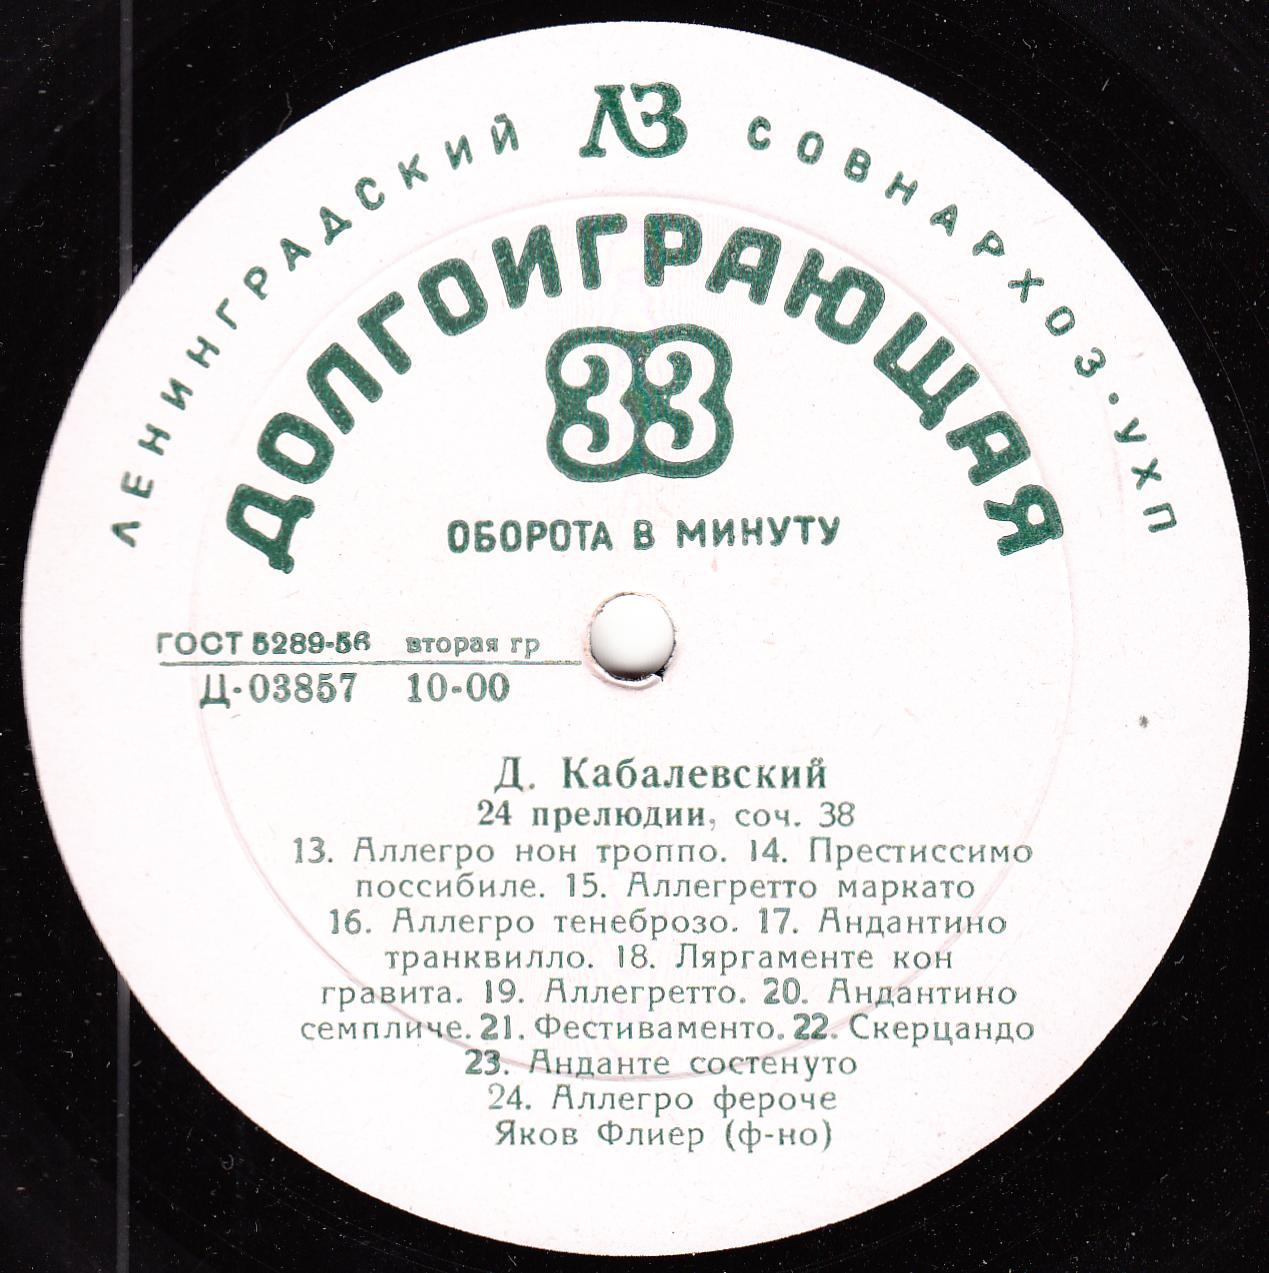 ЛЕНИНГРАДСКИЙ ЛЗ СОВНАРХОЗ·УХП
ДОЛГОИГРАЮЩАЯ
33
ОБОРОТА В МИНУТУ
ГОСТ 5289-56 вторая гр
Д-03857 10-00
Д. Кабалевский
24 прелюдии, соч. 38
13. Аллегро нон троппо. 14. Престиссимо
поссибиле. 15. Аллегретто маркато
16. Аллегро тенеброзо. 17. Андантино
транквилло. 18. Ляргаменте кон
гравита. 19. Аллегретто. 20. Андантино
семпличе. 21. Фестиваменто. 22. Скерцандо
23. Анданте состенуто
24. Аллегро фероче
Яков Флиер (ф-но)